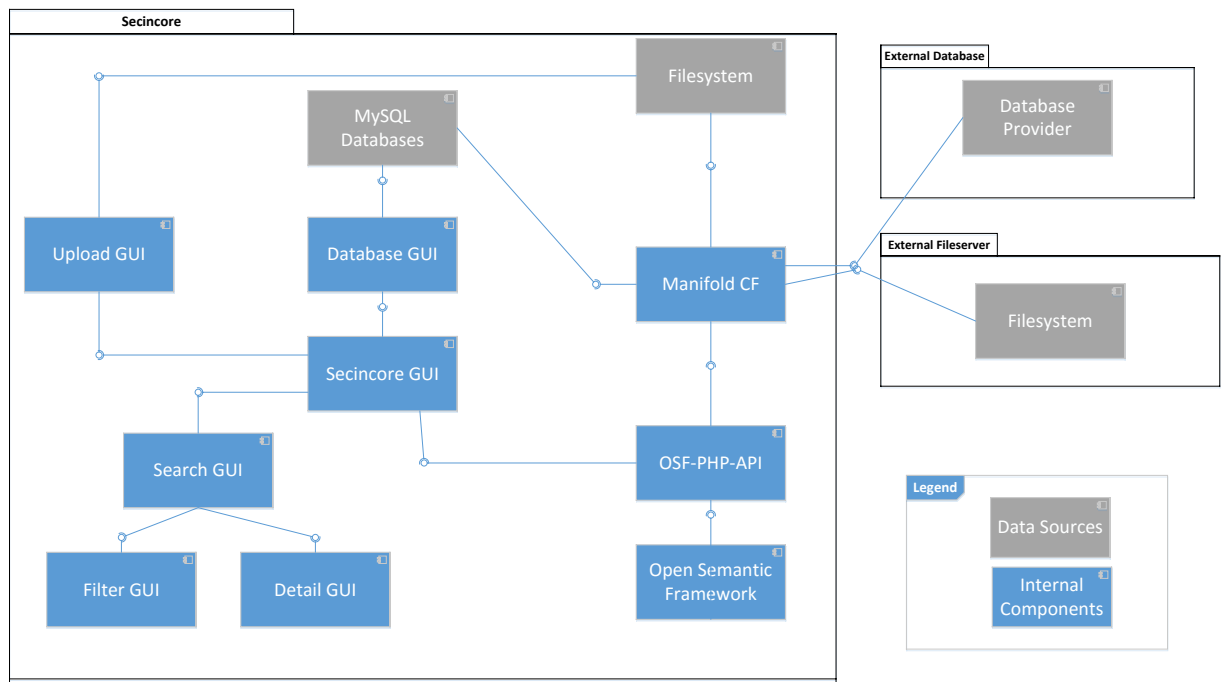 Secincore
Filesystem
MySQL
Databases
Upload GUI
Database GUI
Manifold CF
Secincore GUI
Search GUI
OSF-PHP-API
Filter GUI
Detail GUI
Open Semantic
Framework
External Database
Database
Provider
External Fileserver
Filesystem
Legend
Data Sources
Internal
Components